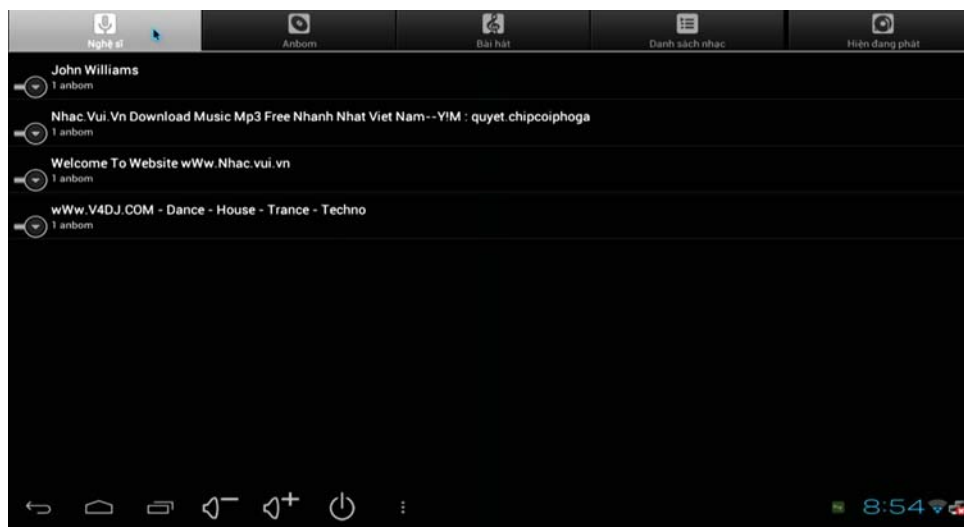 Nghệ sĩ
Anbom
Bài hát
Danh sách nhạc
Hiện đang phát
John Williams
1 anbom
Nhac.Vui.Vn Download Music Mp3 Free Nhanh Nhat Viet Nam--Y!M : quyet.chipcoiphoga
1 anbom
Welcome To Website wWw.Nhac.vui.vn
1 anbom
wWw.V4DJ.COM - Dance - House - Trance - Techno
1 anbom
8:54